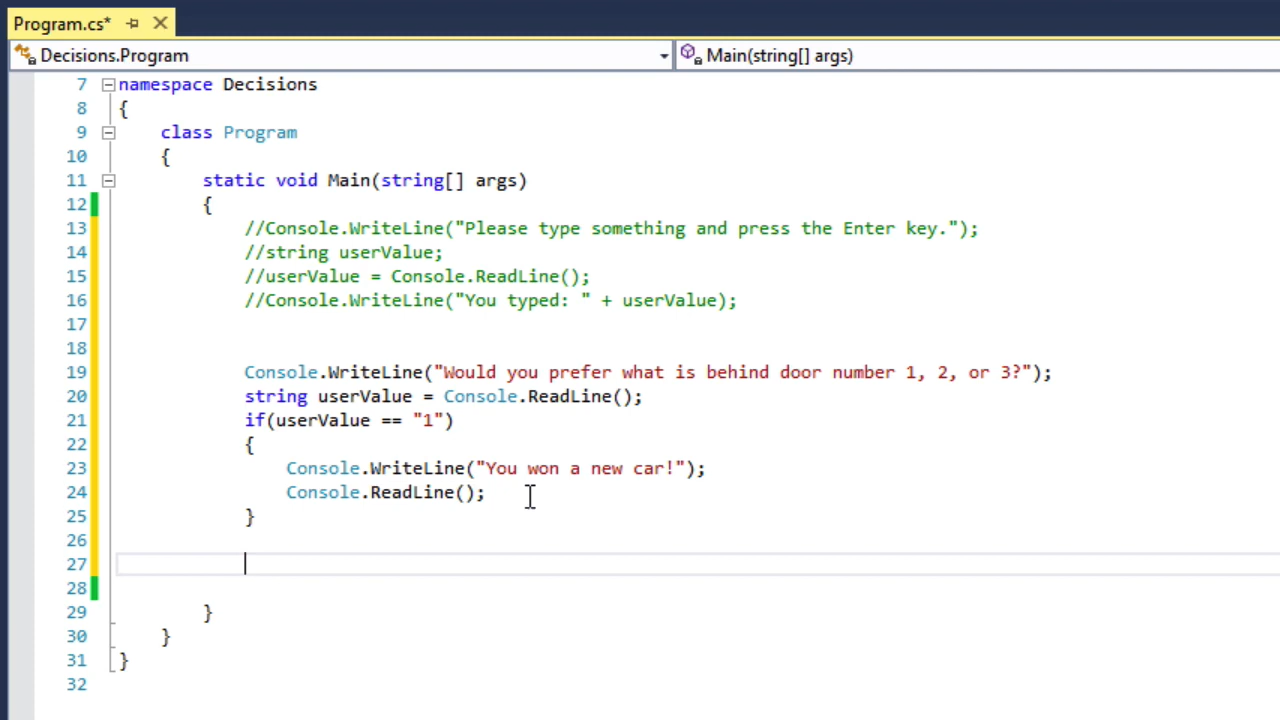 Program.cs*
Decisions.Program Main(string[] args)
7 namespace Decisions
8 {
9 class Program
10 {
11 static void Main(string[] args)
12 {
13 //Console.WriteLine("Please type something and press the Enter key.");
14 //string userValue;
15 //userValue = Console.ReadLine();
16 //Console.WriteLine("You typed: " + userValue);
17
18
19 Console.WriteLine("Would you prefer what is behind door number 1, 2, or 3?");
20 string userValue = Console.ReadLine();
21 if(userValue == "1")
22 {
23 Console.WriteLine("You won a new car!");
24 Console.ReadLine();
25 }
26
27
28
29 }
30 }
31 }
32